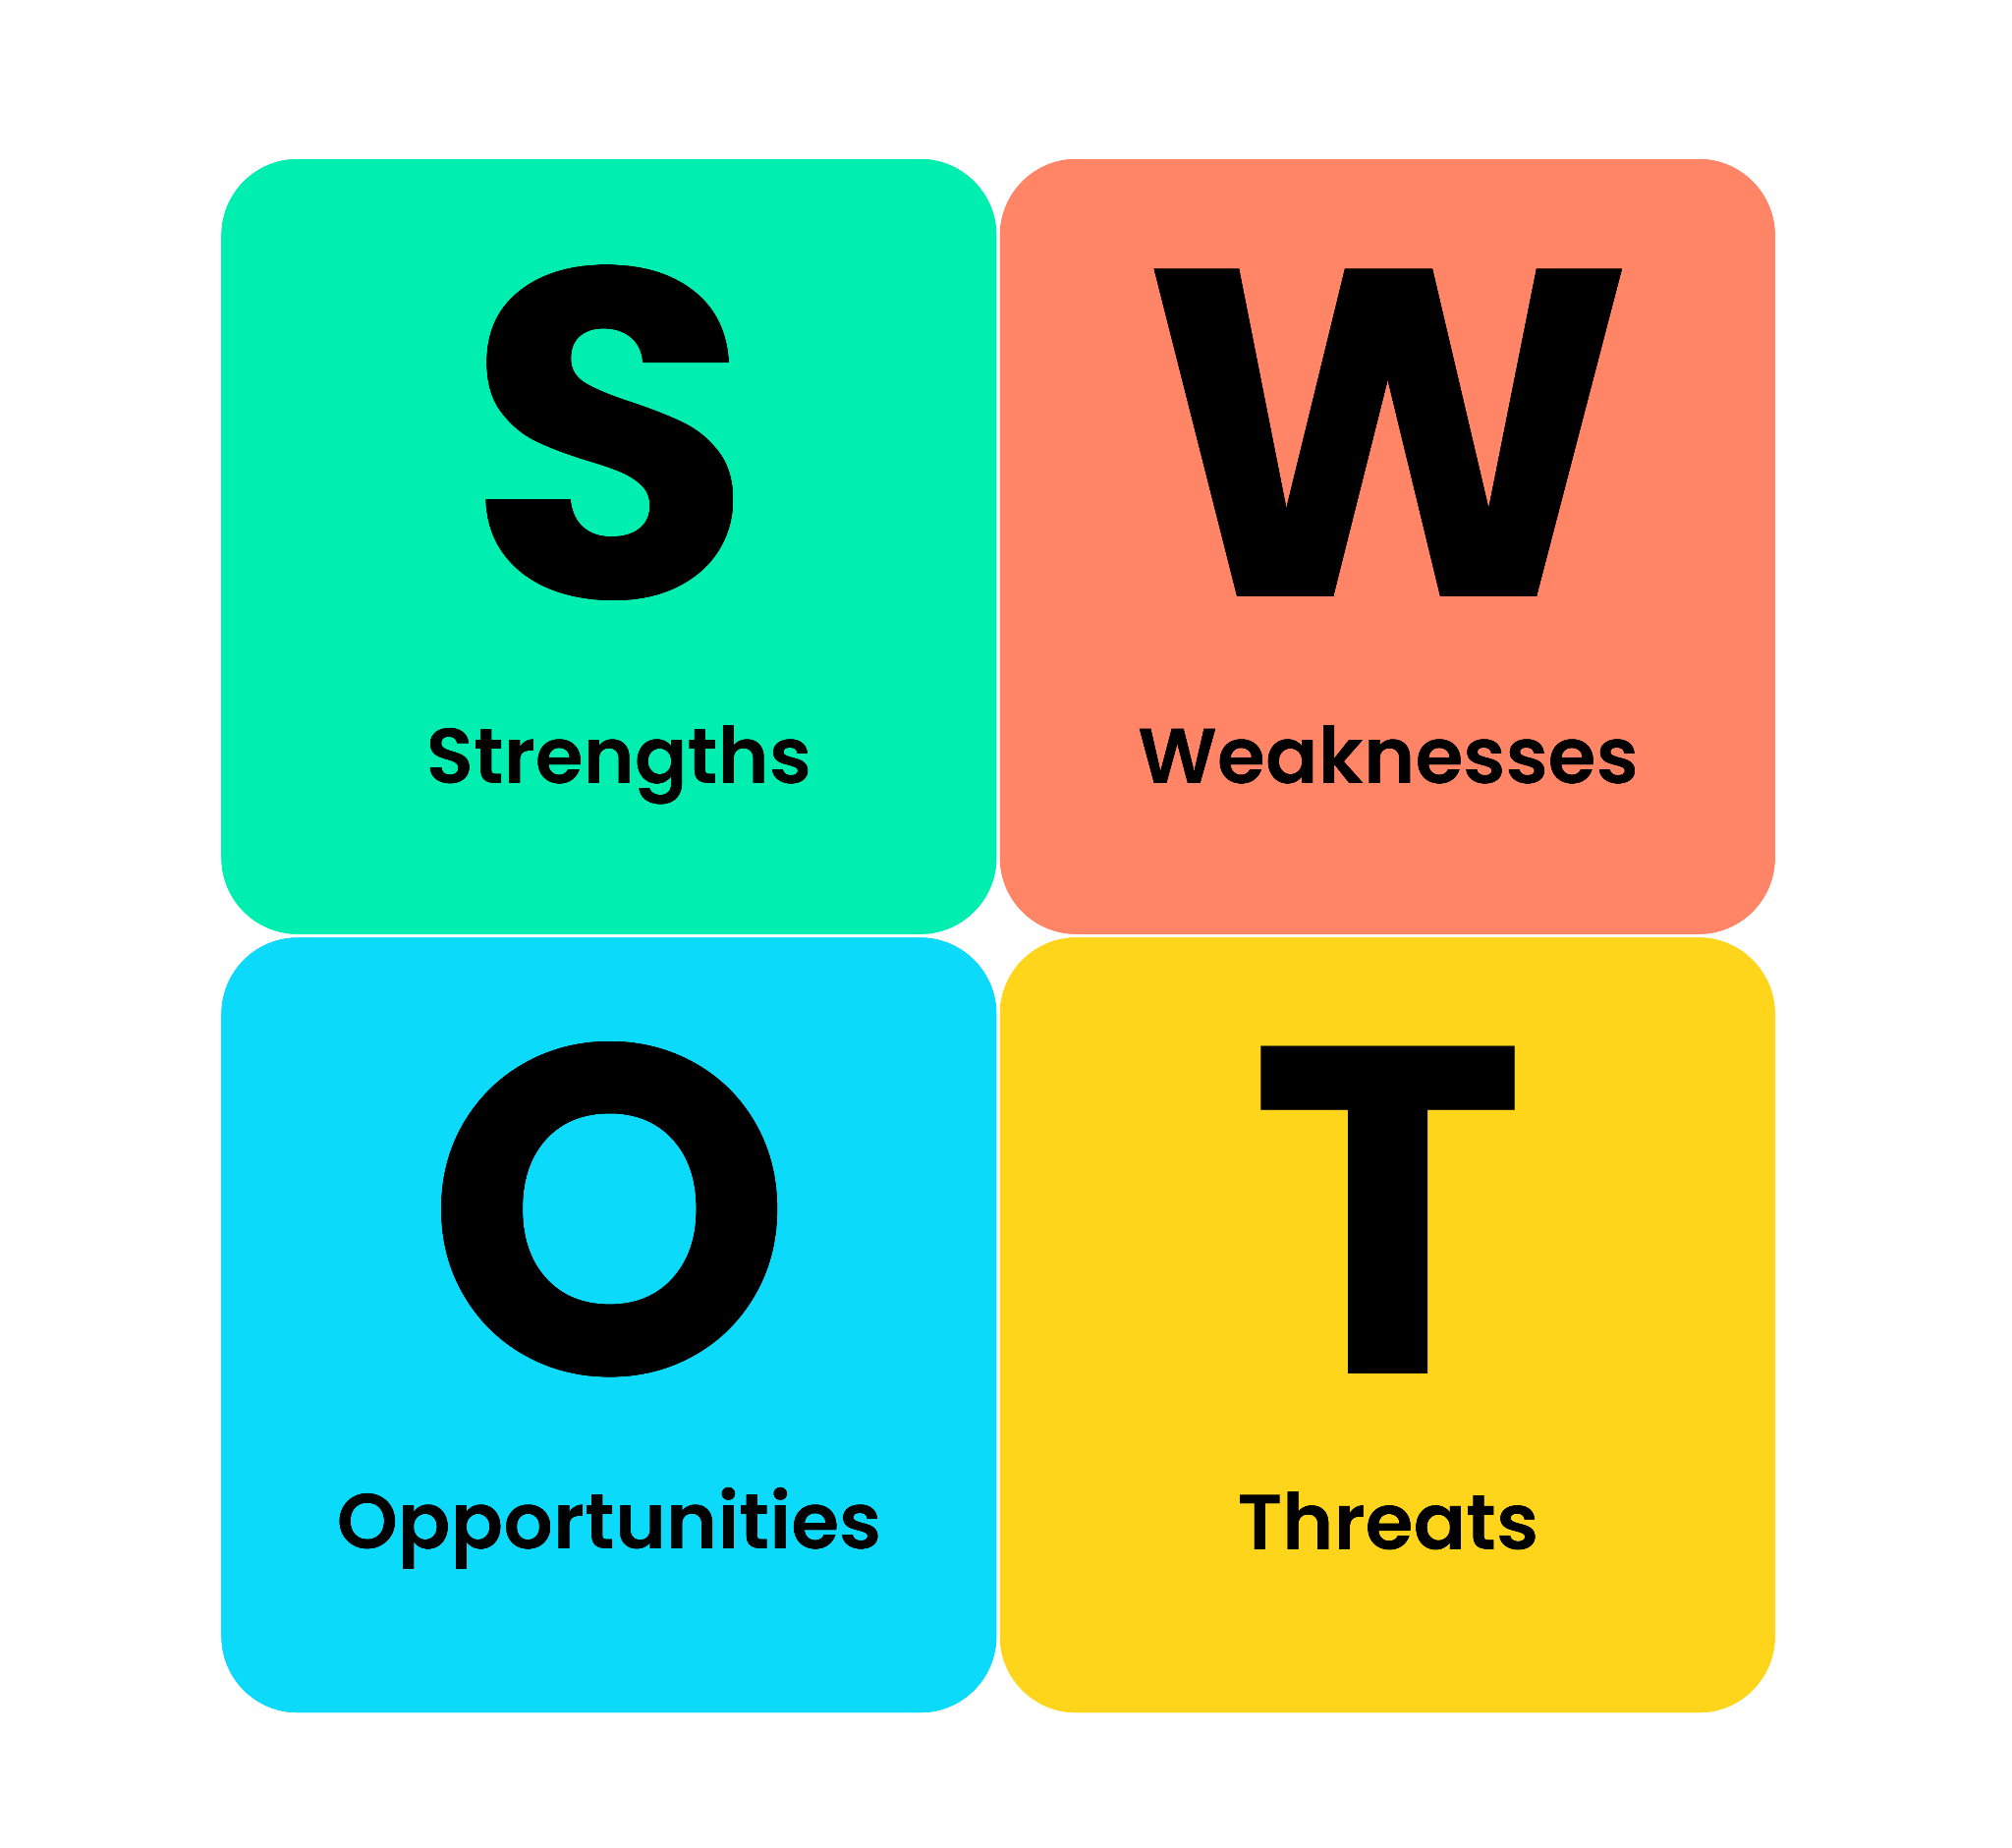 S
Strengths
W
Weaknesses
O
Opportunities
T
Threats